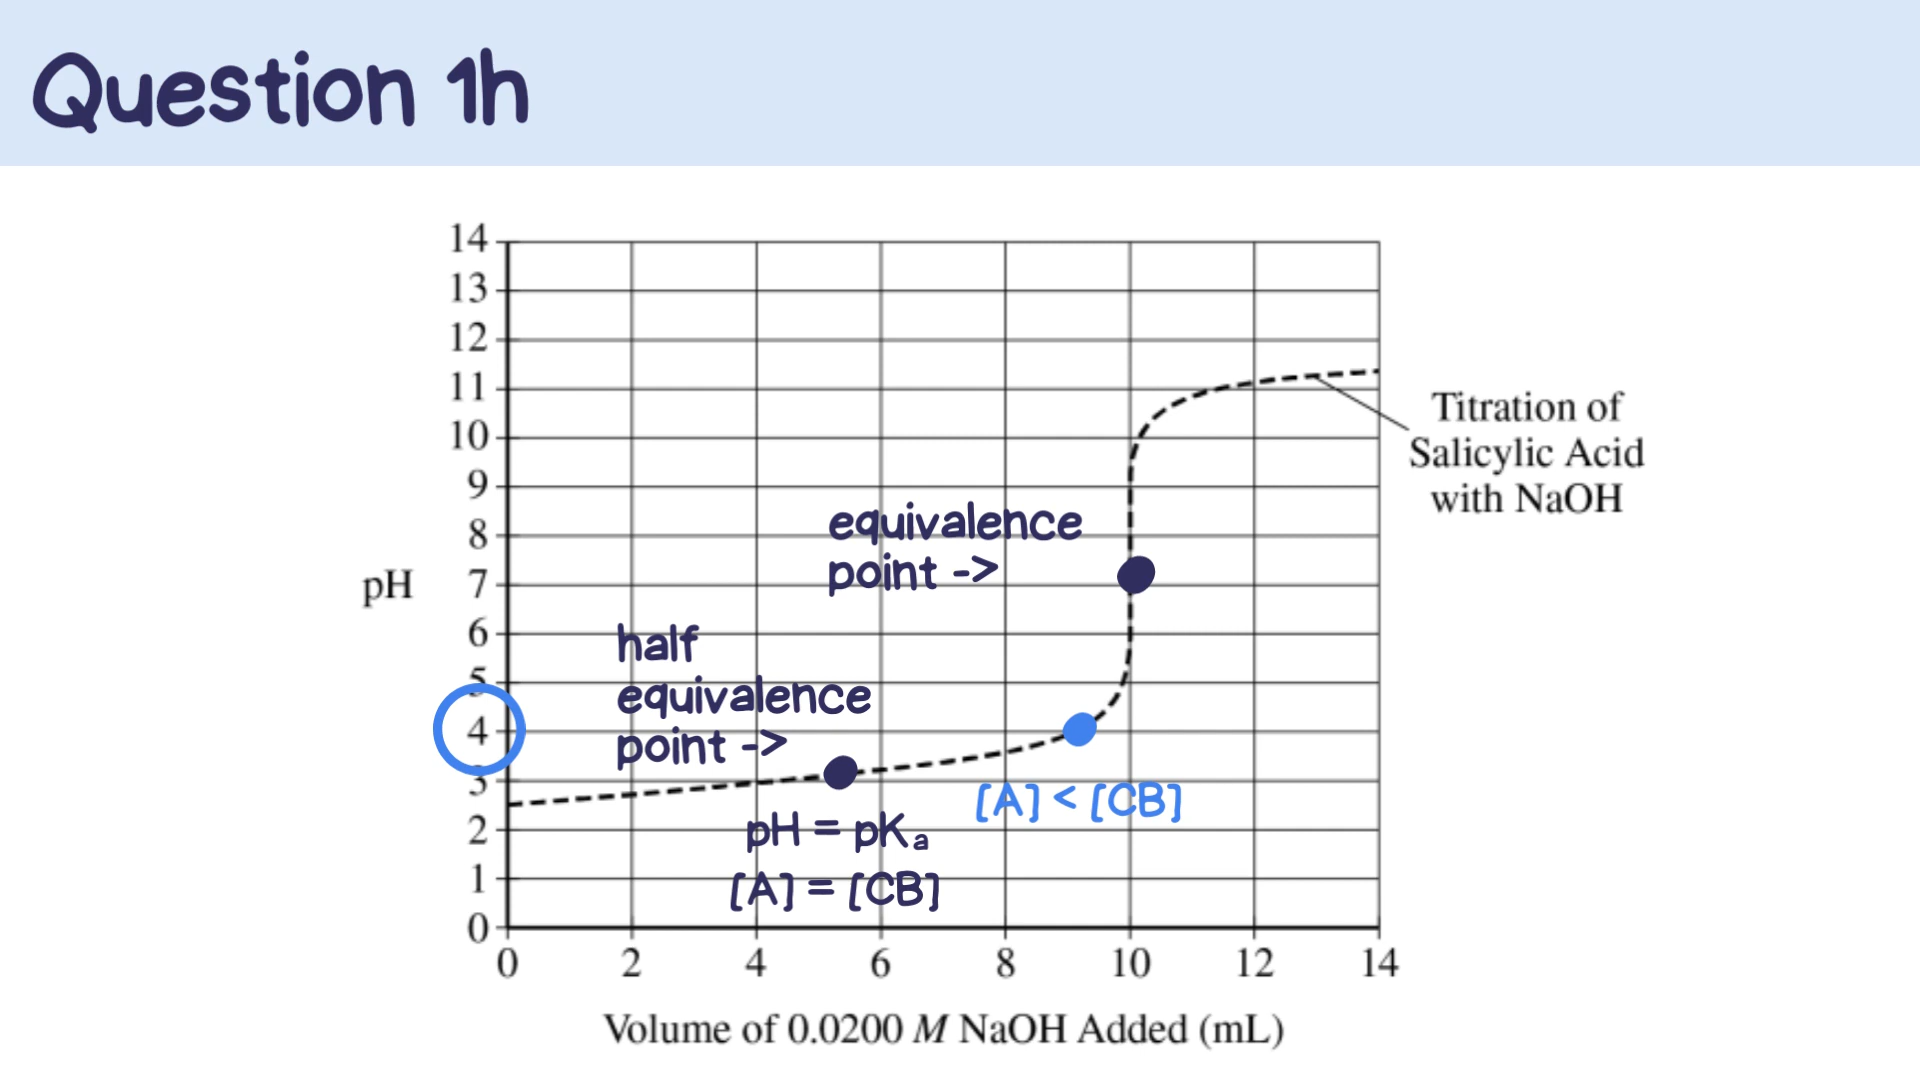 Question 1h
14
13
12
11
10
9
8
7
6
5
4
3
2
1
0
pH
equivalence
point ->
half
equivalence
point ->
pH = pKₐ
[A] = [CB]
[A] < [CB]
Titration of
Salicylic Acid
with NaOH
0 2 4 6 8 10 12 14
Volume of 0.0200 M NaOH Added (mL)